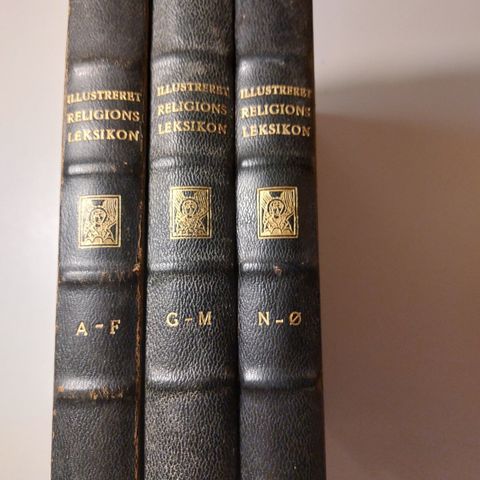 ILLUSTRERET
RELIGIONS
LEKSIKON
A-F
ILLUSTRERET
RELIGIONS
LEKSIKON
G-M
ILLUSTRERET
RELIGIONS
LEKSIKON
N-Ø